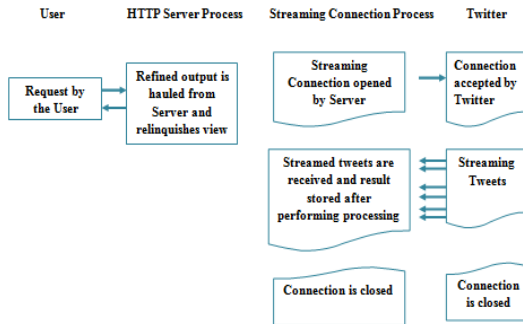 User
HTTP Server Process
Streaming Connection Process
Twitter
Request by
the User
Refined output is
hauled from
Server and
relinquishes view
Streaming
Connection opened
by Server
Connection
accepted by
Twitter
Streamed tweets are
received and result
stored after
performing processing
Streaming
Tweets
Connection is closed
Connection
is closed